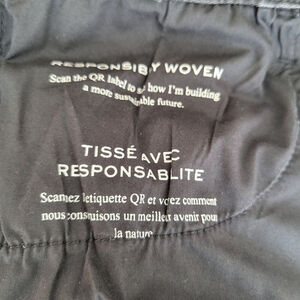 RESPONSIBLY WOVEN
Scan the QR label to see how I'm building
a more sustainable future.
TISSÉ AVEC
RESPONSABLITE
Scannez letiquette QR et voyez comment
nous construisons un meilleur avenir pour
la nature